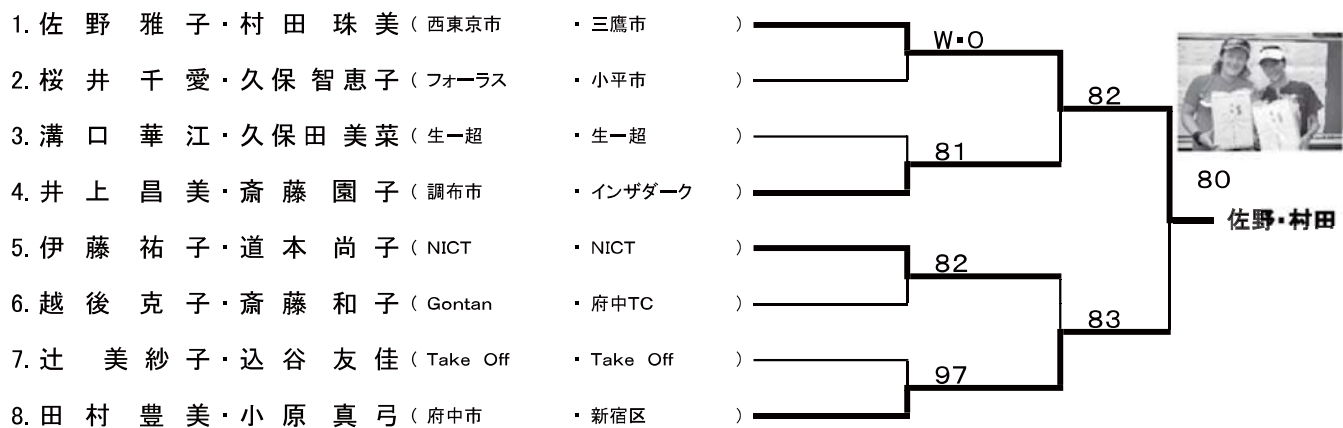 1. 佐野 雅子・村田 珠美 ( 西東京市 ・ 三鷹市 )
W・O
2. 桜井 千愛・久保 智恵子 ( フォーラス ・ 小平市 )
82
3. 溝口 華江・久保田 美菜 ( 生一超 ・ 生一超 )
81
4. 井上 昌美・斎藤 園子 ( 調布市 ・ インザダーク )
80
佐野・村田
5. 伊藤 祐子・道本 尚子 ( NICT ・ NICT )
82
6. 越後 克子・斎藤 和子 ( Gontan ・ 府中TC )
83
7. 辻 美紗子・込谷 友佳 ( Take Off ・ Take Off )
97
8. 田村 豊美・小原 真弓 ( 府中市 ・ 新宿区 )